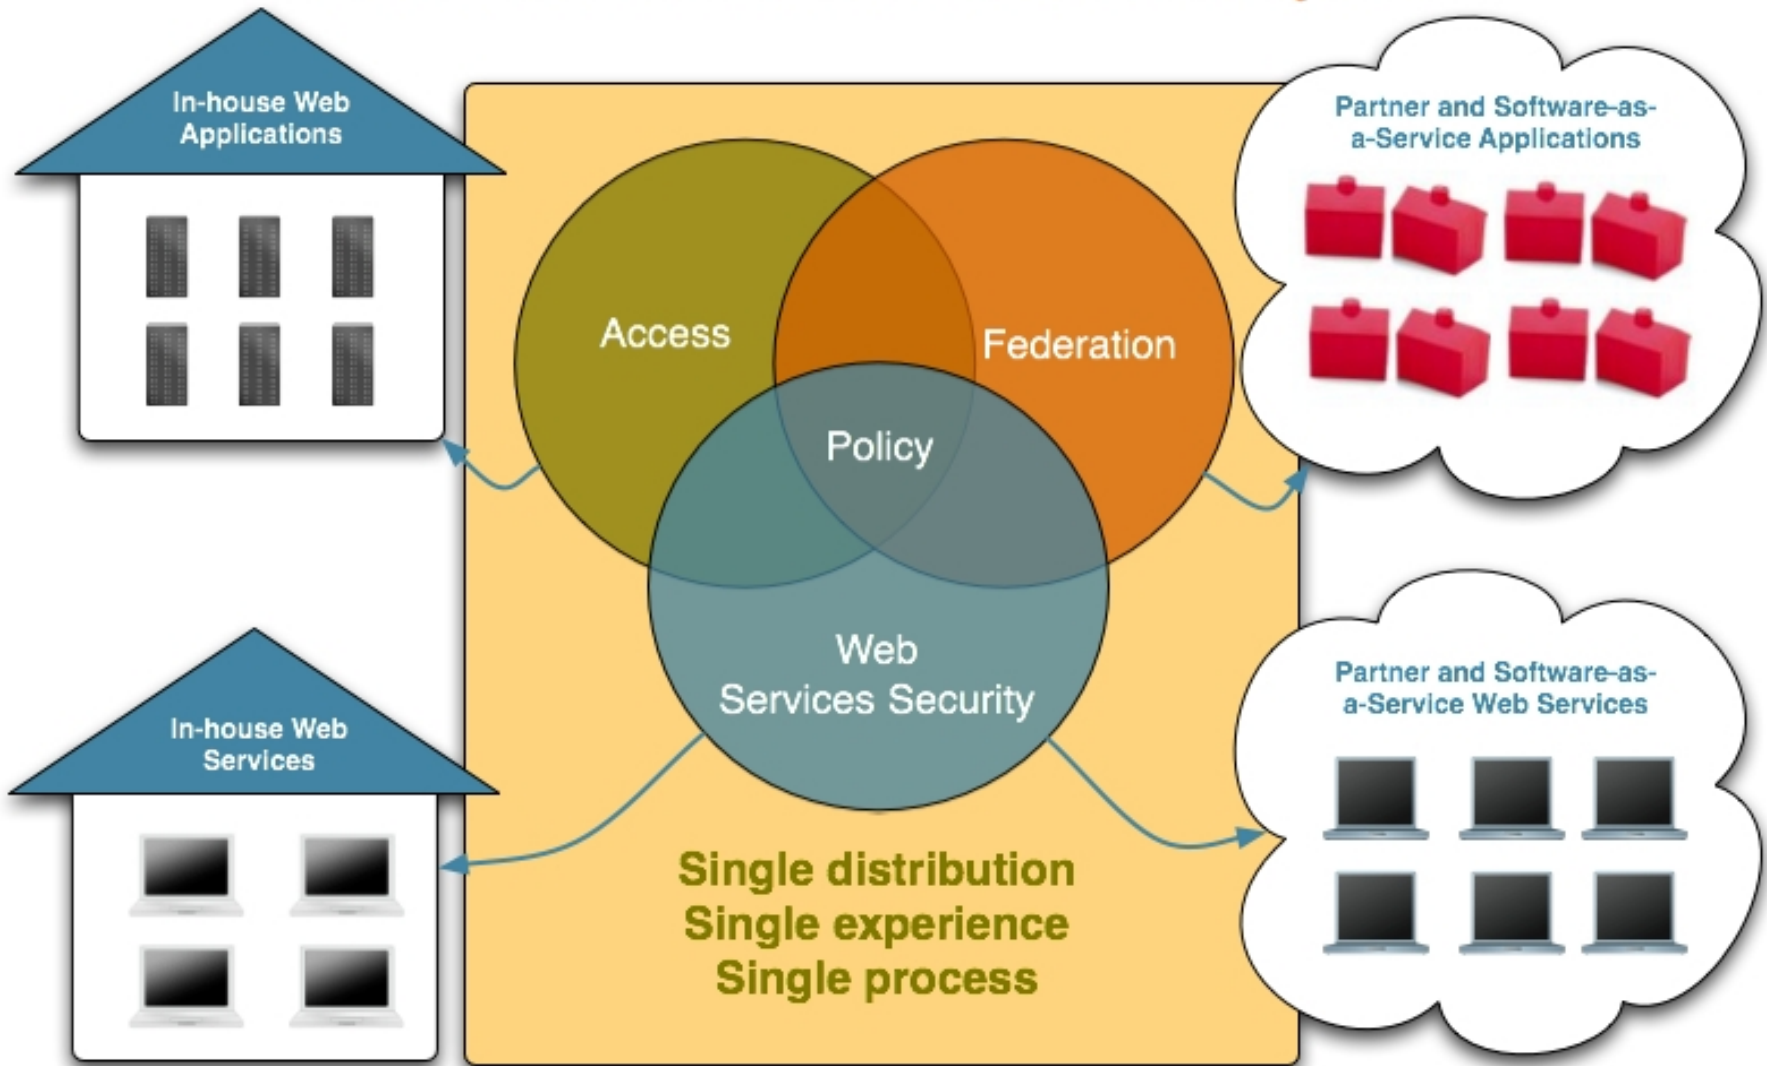 In-house Web
Applications
Partner and Software-as-
a-Service Applications
Access
Federation
Policy
Web
Services Security
In-house Web
Services
Partner and Software-as-
a-Service Web Services
Single distribution
Single experience
Single process